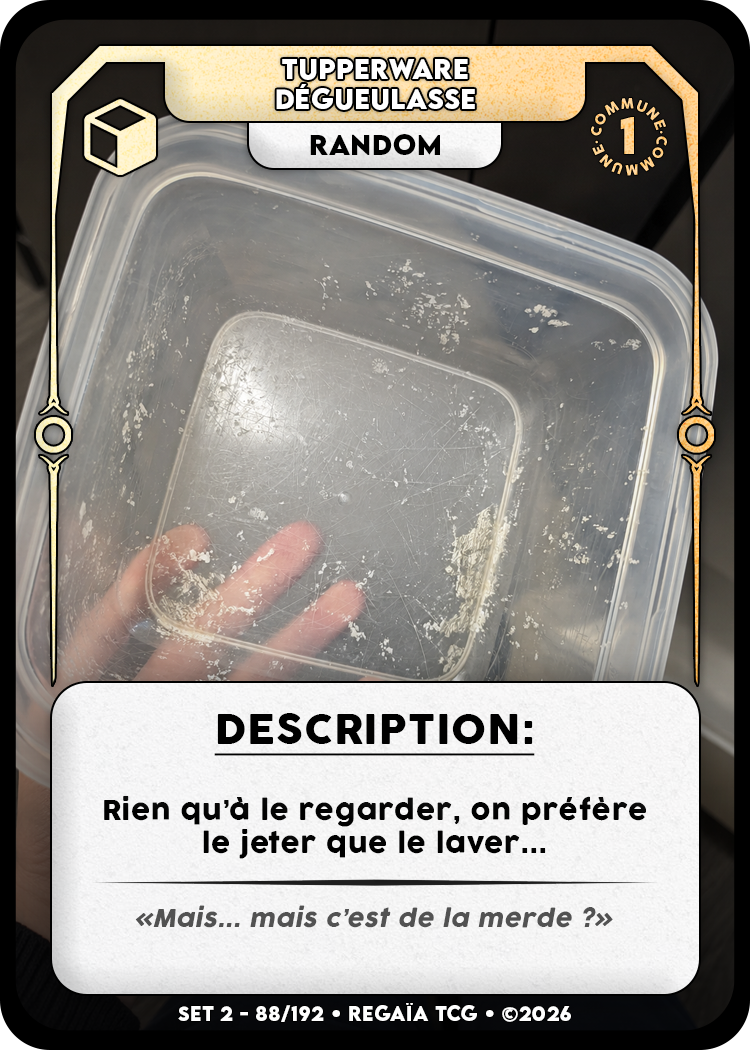 TUPPERWARE
DÉGUEULASSE
RANDOM
COMMUNE • COMMUNE •
1
DESCRIPTION:
Rien qu'à le regarder, on préfère
le jeter que le laver...
«Mais... mais c'est de la merde ?»
SET 2 - 88/192 • REGAÏA TCG • ©2026